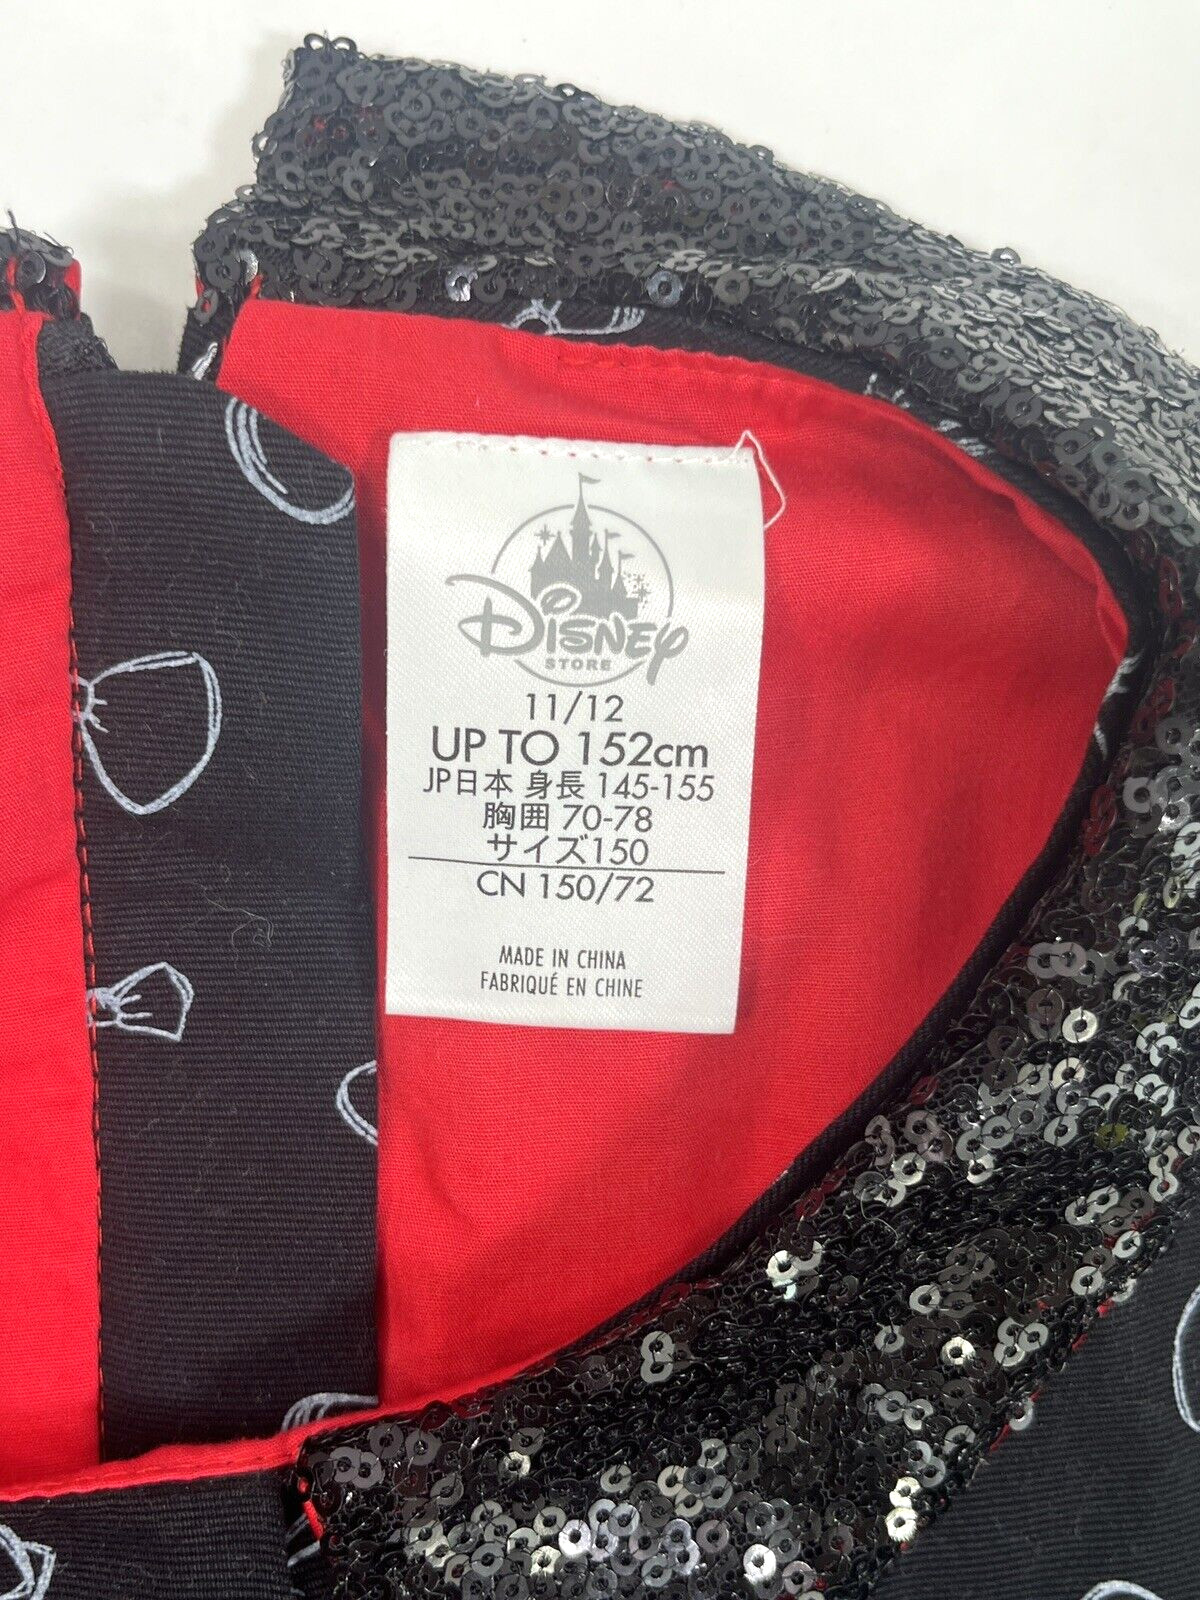 Disney
STORE
11/12
UP TO 152cm
JP日本 身長 145-155
胸囲 70-78
サイズ150
CN 150/72
MADE IN CHINA
FABRIQUÉ EN CHINE